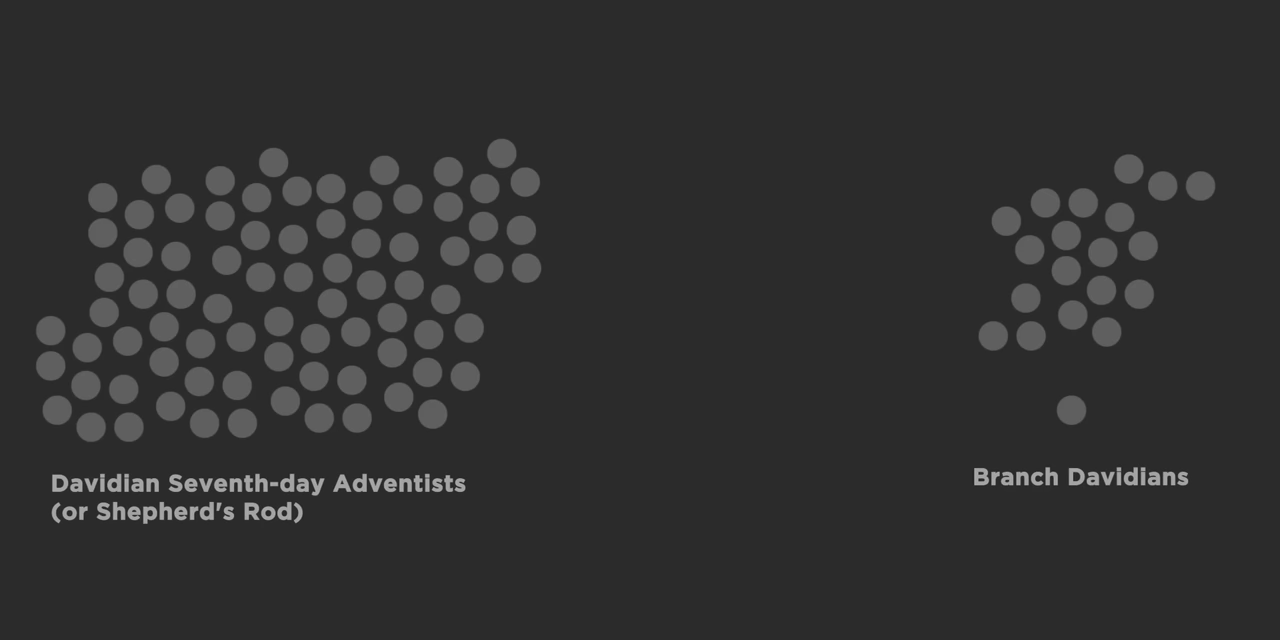 Davidian Seventh-day Adventists
(or Shepherd's Rod)
Branch Davidians